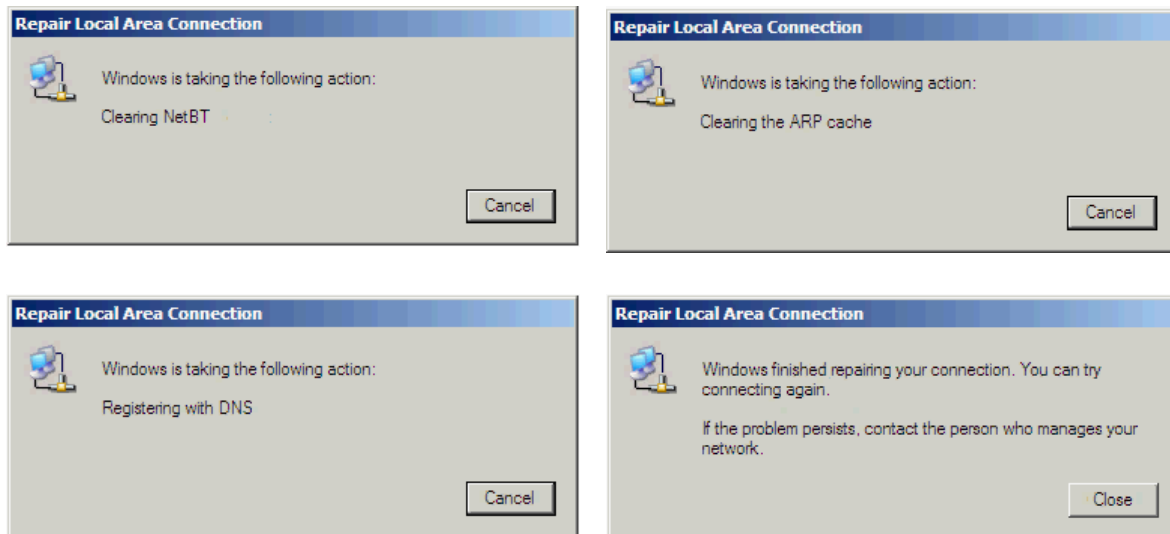 Repair Local Area Connection
Windows is taking the following action:
Clearing NetBT
Cancel
Repair Local Area Connection
Windows is taking the following action:
Clearing the ARP cache
Cancel
Repair Local Area Connection
Windows is taking the following action:
Registering with DNS
Cancel
Repair Local Area Connection
Windows finished repairing your connection. You can try
connecting again.
If the problem persists, contact the person who manages your
network.
Close